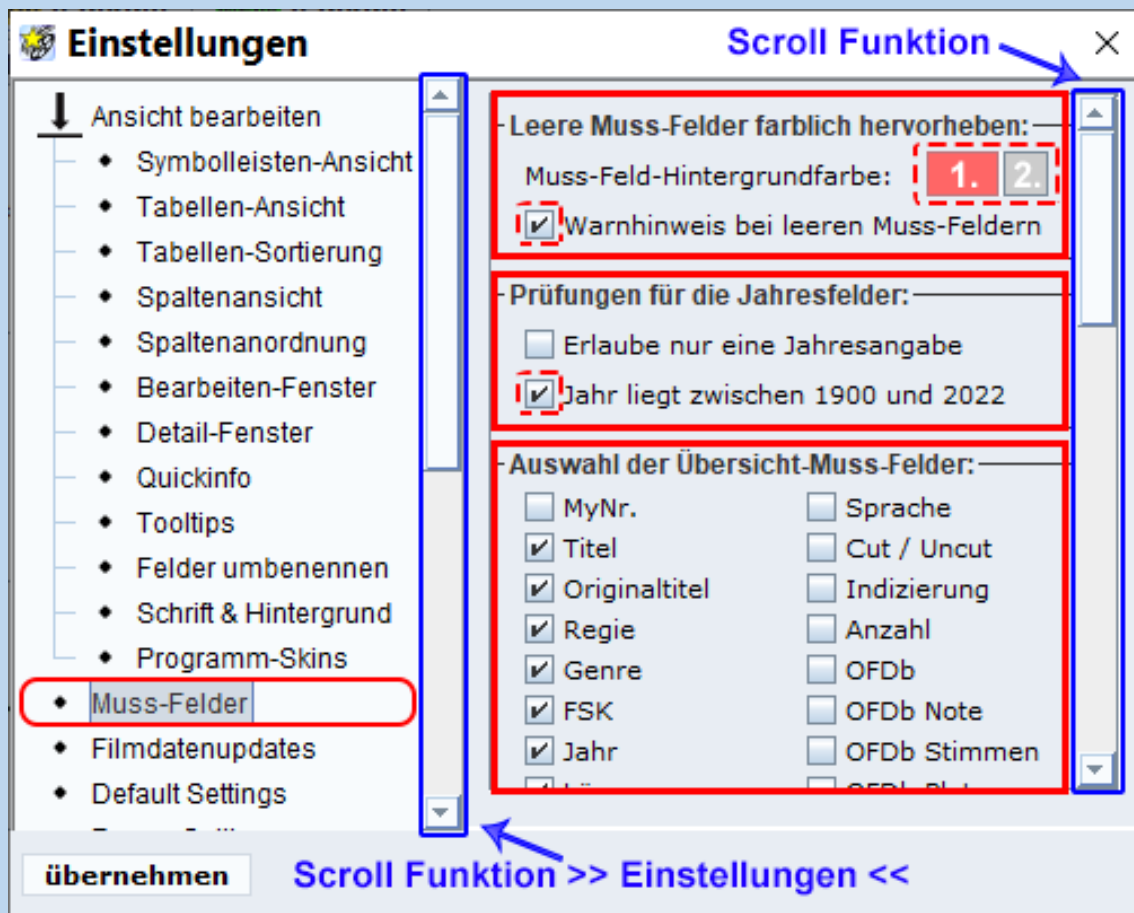 Einstellungen
Scroll Funktion
Ansicht bearbeiten
Symbolleisten-Ansicht
Tabellen-Ansicht
Tabellen-Sortierung
Spaltenansicht
Spaltenanordnung
Bearbeiten-Fenster
Detail-Fenster
Quickinfo
Tooltips
Felder umbenennen
Schrift & Hintergrund
Programm-Skins
Muss-Felder
Filmdatenupdates
Default Settings
Leere Muss-Felder farblich hervorheben:
Muss-Feld-Hintergrundfarbe: 1. 2.
Warnhinweis bei leeren Muss-Feldern
Prüfungen für die Jahresfelder:
Erlaube nur eine Jahresangabe
Jahr liegt zwischen 1900 und 2022
Auswahl der Übersicht-Muss-Felder:
MyNr. Sprache
Titel Cut / Uncut
Originaltitel Indizierung
Regie Anzahl
Genre OFDb
FSK OFDb Note
Jahr OFDb Stimmen
übernehmen
Scroll Funktion >> Einstellungen <<